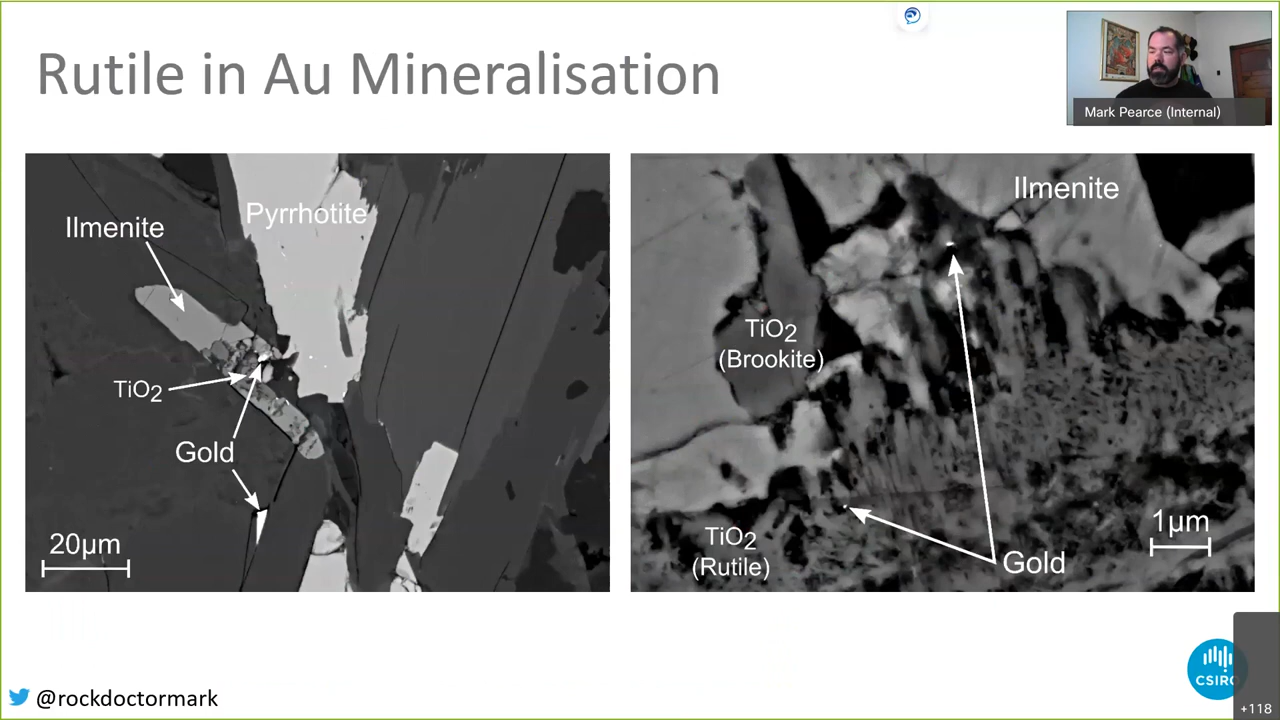 Rutile in Au Mineralisation
Mark Pearce (Internal)
Ilmenite
Pyrrhotite
TiO₂
Gold
20μm
Ilmenite
TiO₂
(Brookite)
TiO₂
(Rutile)
Gold
1μm
@rockdoctormark
CSIRO
+118